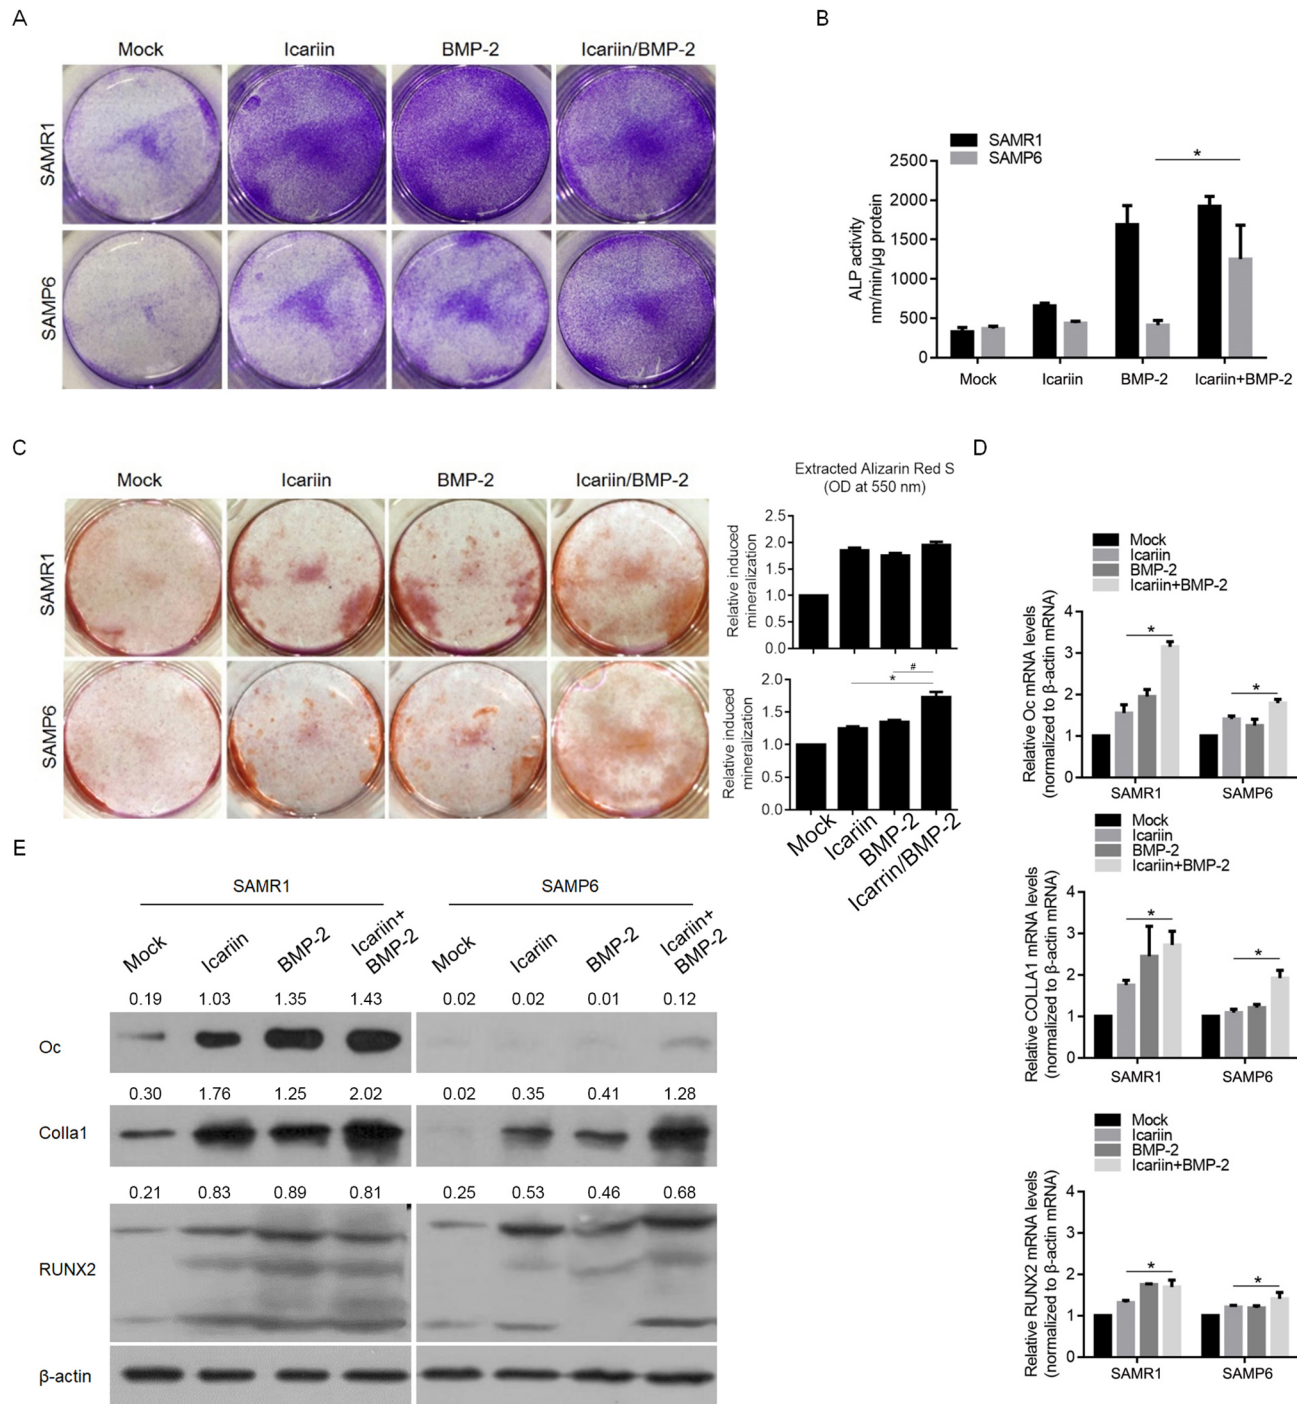 A
Mock
Icariin
BMP-2
Icariin/BMP-2
SAMR1
SAMP6
B
SAMR1
SAMP6
ALP activity
nm/min/µg protein
2500
2000
1500
1000
500
0
*
Mock
Icariin
BMP-2
Icariin+BMP-2
C
Mock
Icariin
BMP-2
Icariin/BMP-2
SAMR1
SAMP6
Extracted Alizarin Red S
(OD at 550 nm)
Relative induced
mineralization
2.5
2.0
1.5
1.0
0.5
0.0
Relative induced
mineralization
2.0
1.5
1.0
0.5
0.0
#
*
Mock
Icariin
BMP-2
Icarrin/BMP-2
D
Mock
Icariin
BMP-2
Icariin+BMP-2
Relative Oc mRNA levels
(normalized to β-actin mRNA)
4
3
2
1
0
*
*
SAMR1
SAMP6
Mock
Icariin
BMP-2
Icariin+BMP-2
Relative COLLA1 mRNA levels
(normalized to β-actin mRNA)
4
3
2
1
0
*
*
SAMR1
SAMP6
Mock
Icariin
BMP-2
Icariin+BMP-2
Relative RUNX2 mRNA levels
(normalized to β-actin mRNA)
4
3
2
1
0
*
*
SAMR1
SAMP6
E
SAMR1
SAMP6
Mock
Icariin
BMP-2
Icariin+
BMP-2
Mock
Icariin
BMP-2
Icariin+
BMP-2
0.19 1.03 1.35 1.43 0.02 0.02 0.01 0.12
Oc
0.30 1.76 1.25 2.02 0.02 0.35 0.41 1.28
Colla1
0.21 0.83 0.89 0.81 0.25 0.53 0.46 0.68
RUNX2
β-actin